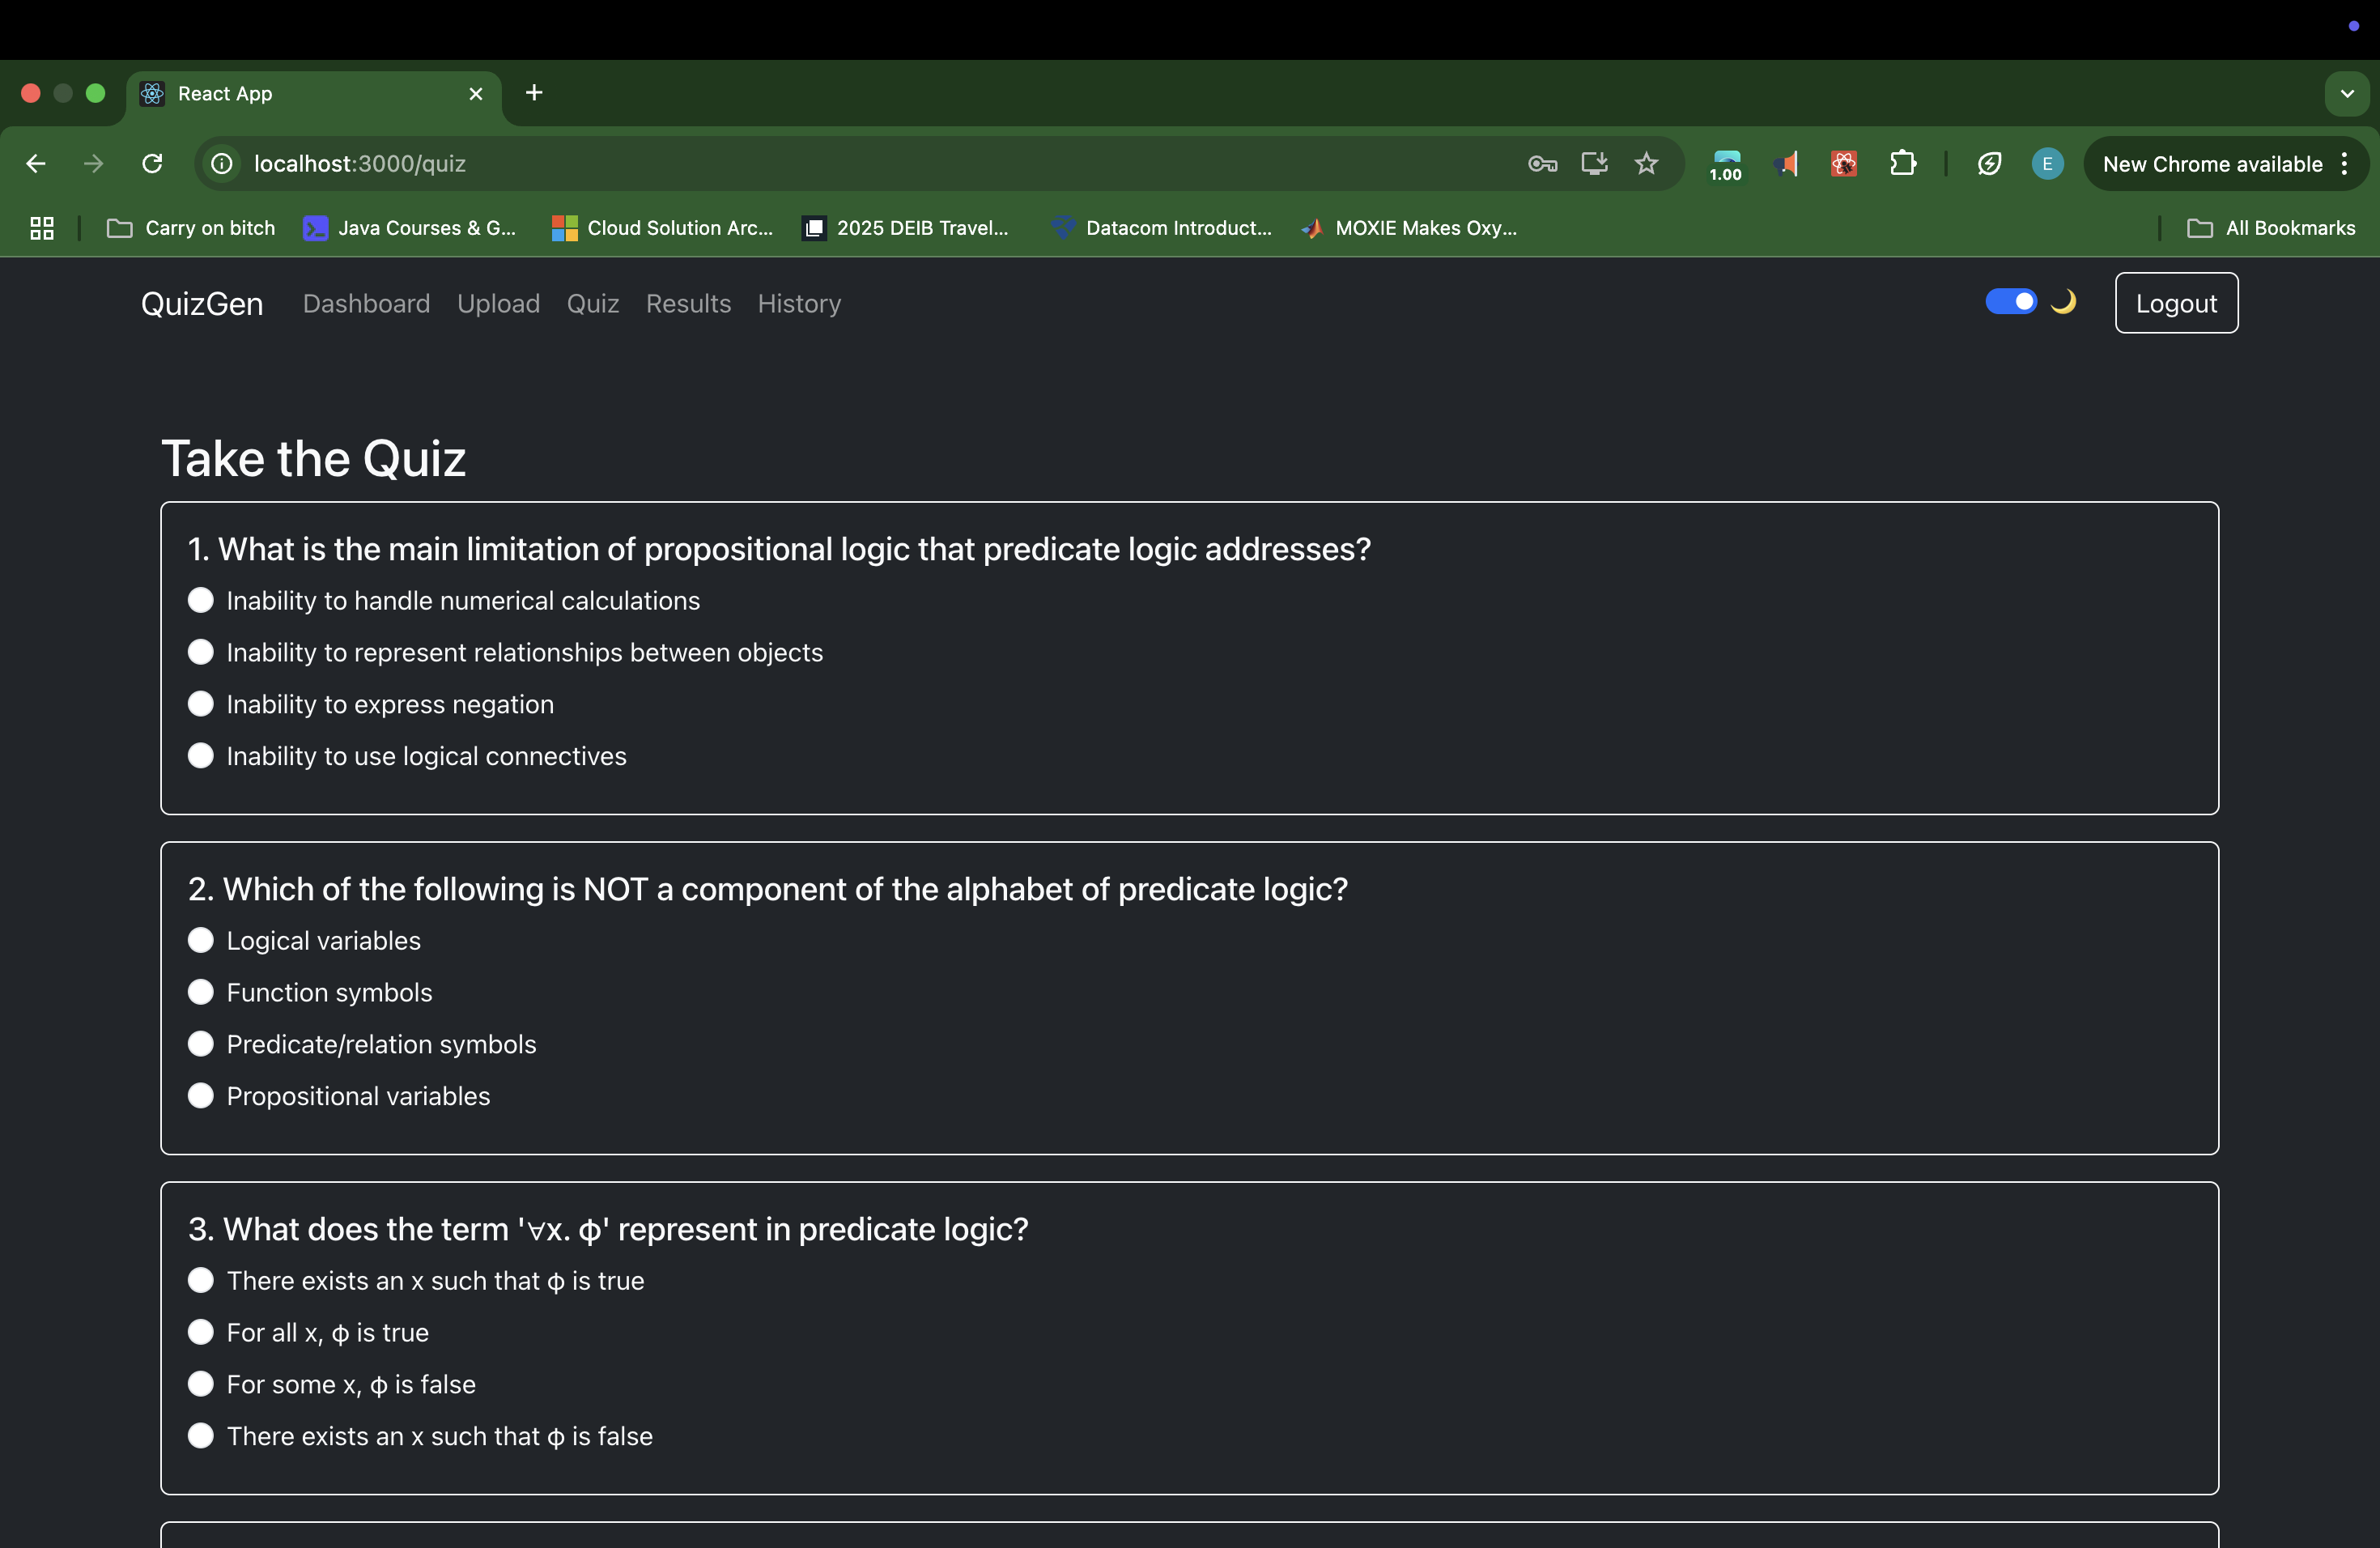 React App
localhost:3000/quiz
1.00
E
New Chrome available
Carry on bitch
Java Courses & G...
Cloud Solution Arc...
2025 DEIB Travel...
Datacom Introduct...
MOXIE Makes Oxy...
All Bookmarks
QuizGen Dashboard Upload Quiz Results History
Logout
Take the Quiz
1. What is the main limitation of propositional logic that predicate logic addresses?
Inability to handle numerical calculations
Inability to represent relationships between objects
Inability to express negation
Inability to use logical connectives
2. Which of the following is NOT a component of the alphabet of predicate logic?
Logical variables
Function symbols
Predicate/relation symbols
Propositional variables
3. What does the term '∀x. ϕ' represent in predicate logic?
There exists an x such that ϕ is true
For all x, ϕ is true
For some x, ϕ is false
There exists an x such that ϕ is false